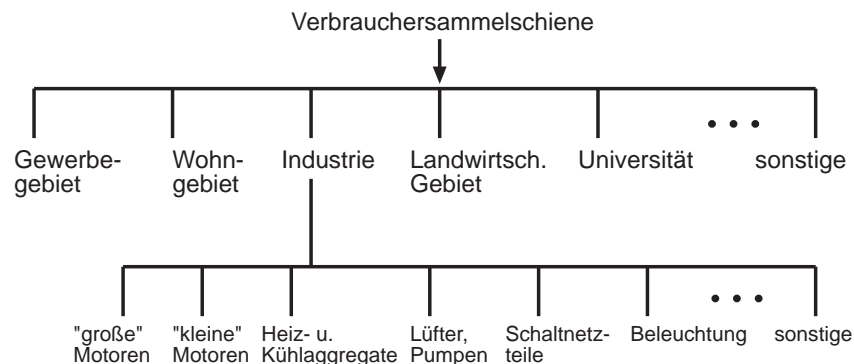 Verbrauchersammelschiene
Gewerbe-
gebiet
Wohn-
gebiet
Industrie
Landwirtsch.
Gebiet
Universität
• • •
sonstige
"große"
Motoren
"kleine"
Motoren
Heiz- u.
Kühlaggregate
Lüfter,
Pumpen
Schaltnetz-
teile
Beleuchtung
• • •
sonstige